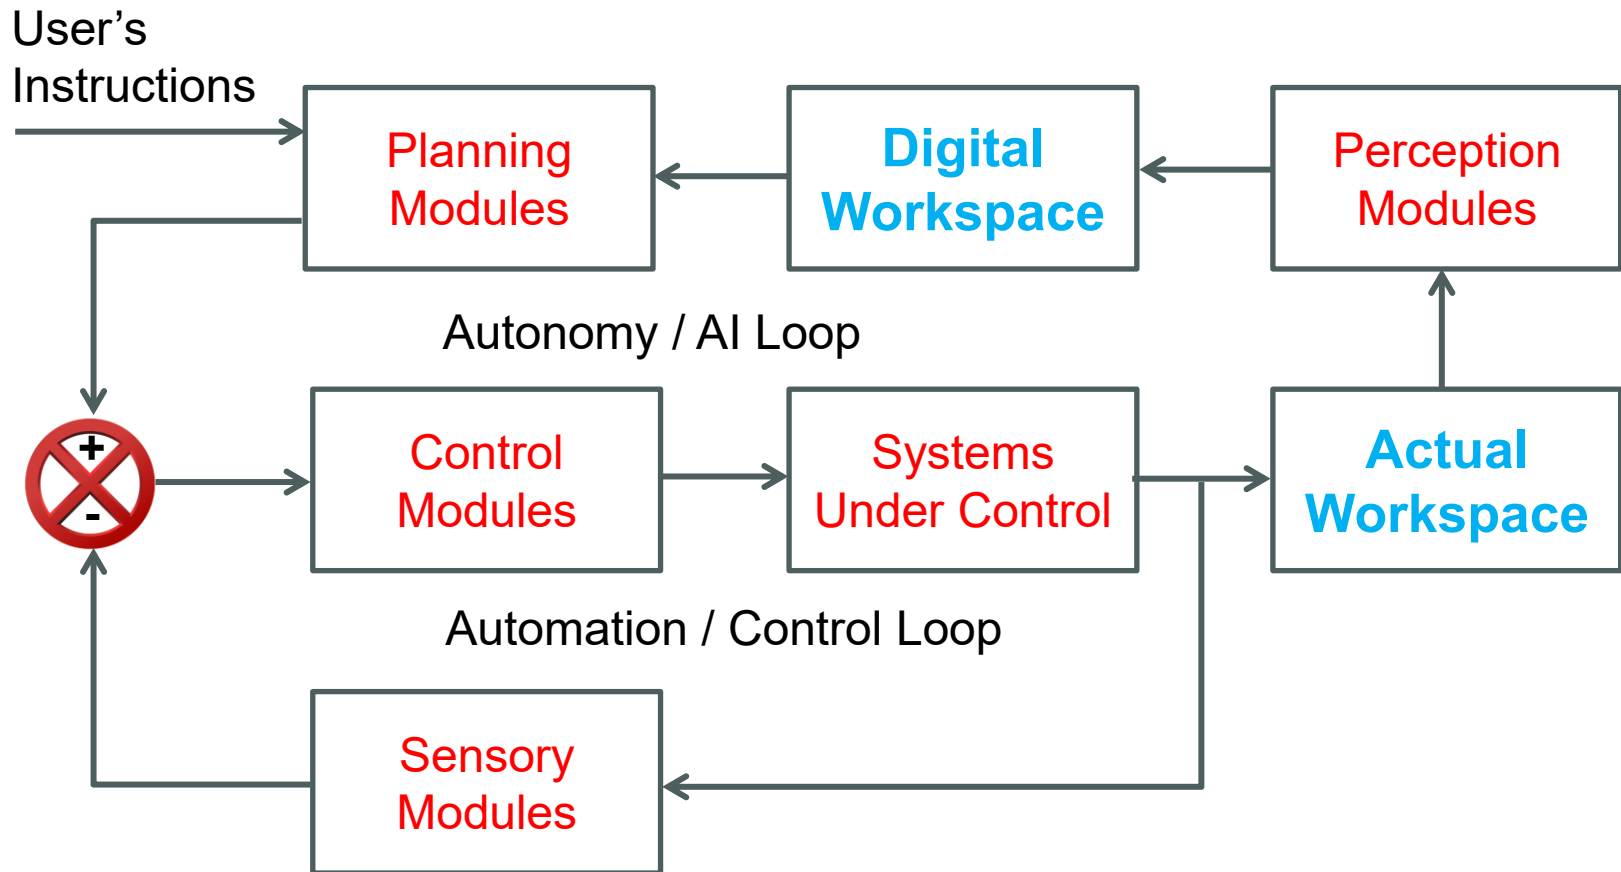 User’s
Instructions
Planning
Modules
Digital
Workspace
Perception
Modules
Autonomy / AI Loop
+
-
Control
Modules
Systems
Under Control
Actual
Workspace
Automation / Control Loop
Sensory
Modules